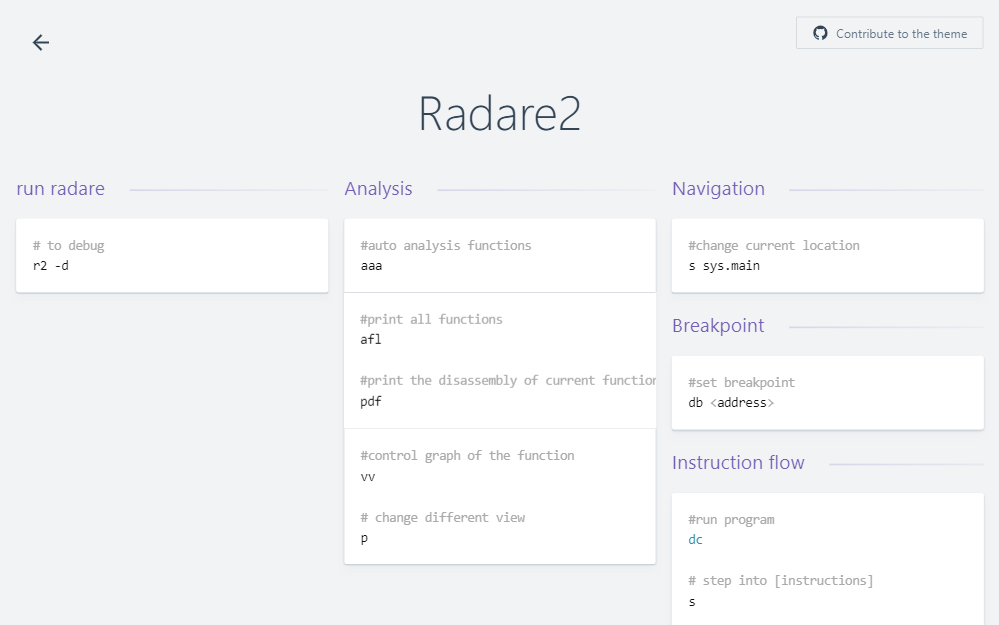 Contribute to the theme
Radare2
run radare
# to debug
r2 -d
Analysis
#auto analysis functions
aaa
#print all functions
afl
#print the disassembly of current function
pdf
#control graph of the function
vv
# change different view
p
Navigation
#change current location
s sys.main
Breakpoint
#set breakpoint
db <address>
Instruction flow
#run program
dc
# step into [instructions]
s